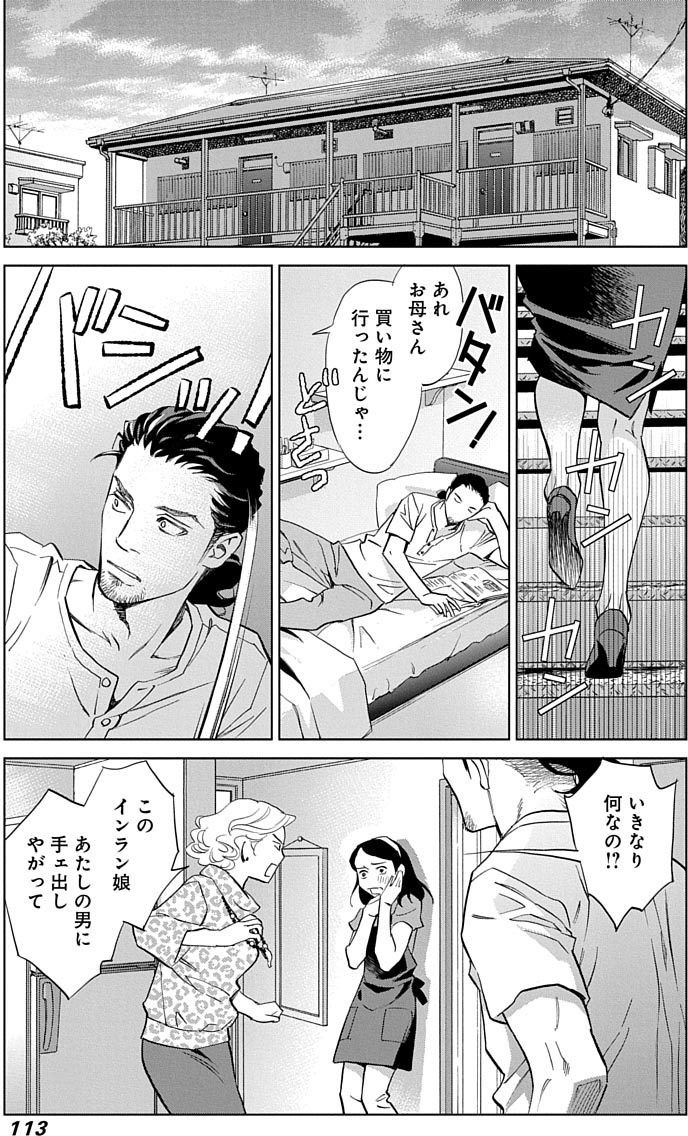 カン
カン
カン
カン
バタン!
あれ
お母さん
買い物に
行ったんじゃ…
どさっ
バシッ
いきなり
何なの!?
この
インラン娘
あたしの男に
手ェ出し
やがって
113